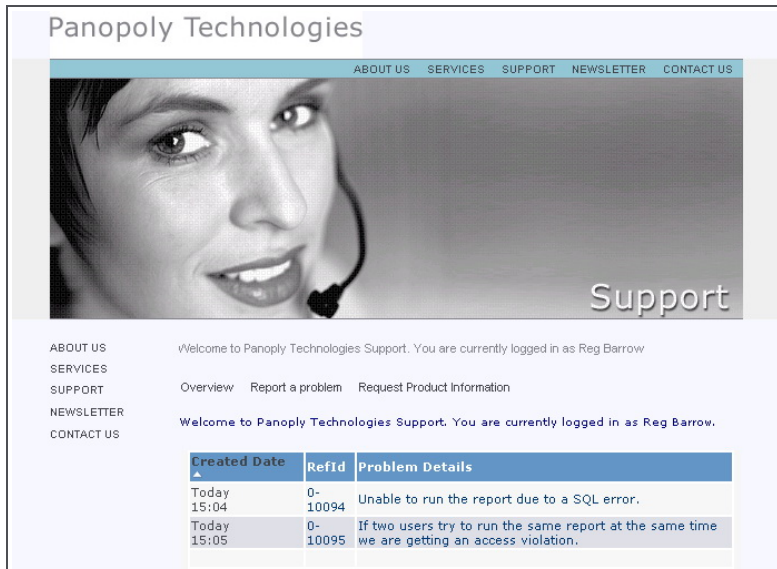 Panopoly Technologies
ABOUT US SERVICES SUPPORT NEWSLETTER CONTACT US
Support
ABOUT US
SERVICES
SUPPORT
NEWSLETTER
CONTACT US
Welcome to Panoply Technologies Support. You are currently logged in as Reg Barrow
Overview Report a problem Request Product Information
Welcome to Panoply Technologies Support. You are currently logged in as Reg Barrow.
Created Date RefId Problem Details
Today
15:04
0-
10094
Unable to run the report due to a SQL error.
Today
15:05
0-
10095
If two users try to run the same report at the same time
we are getting an access violation.